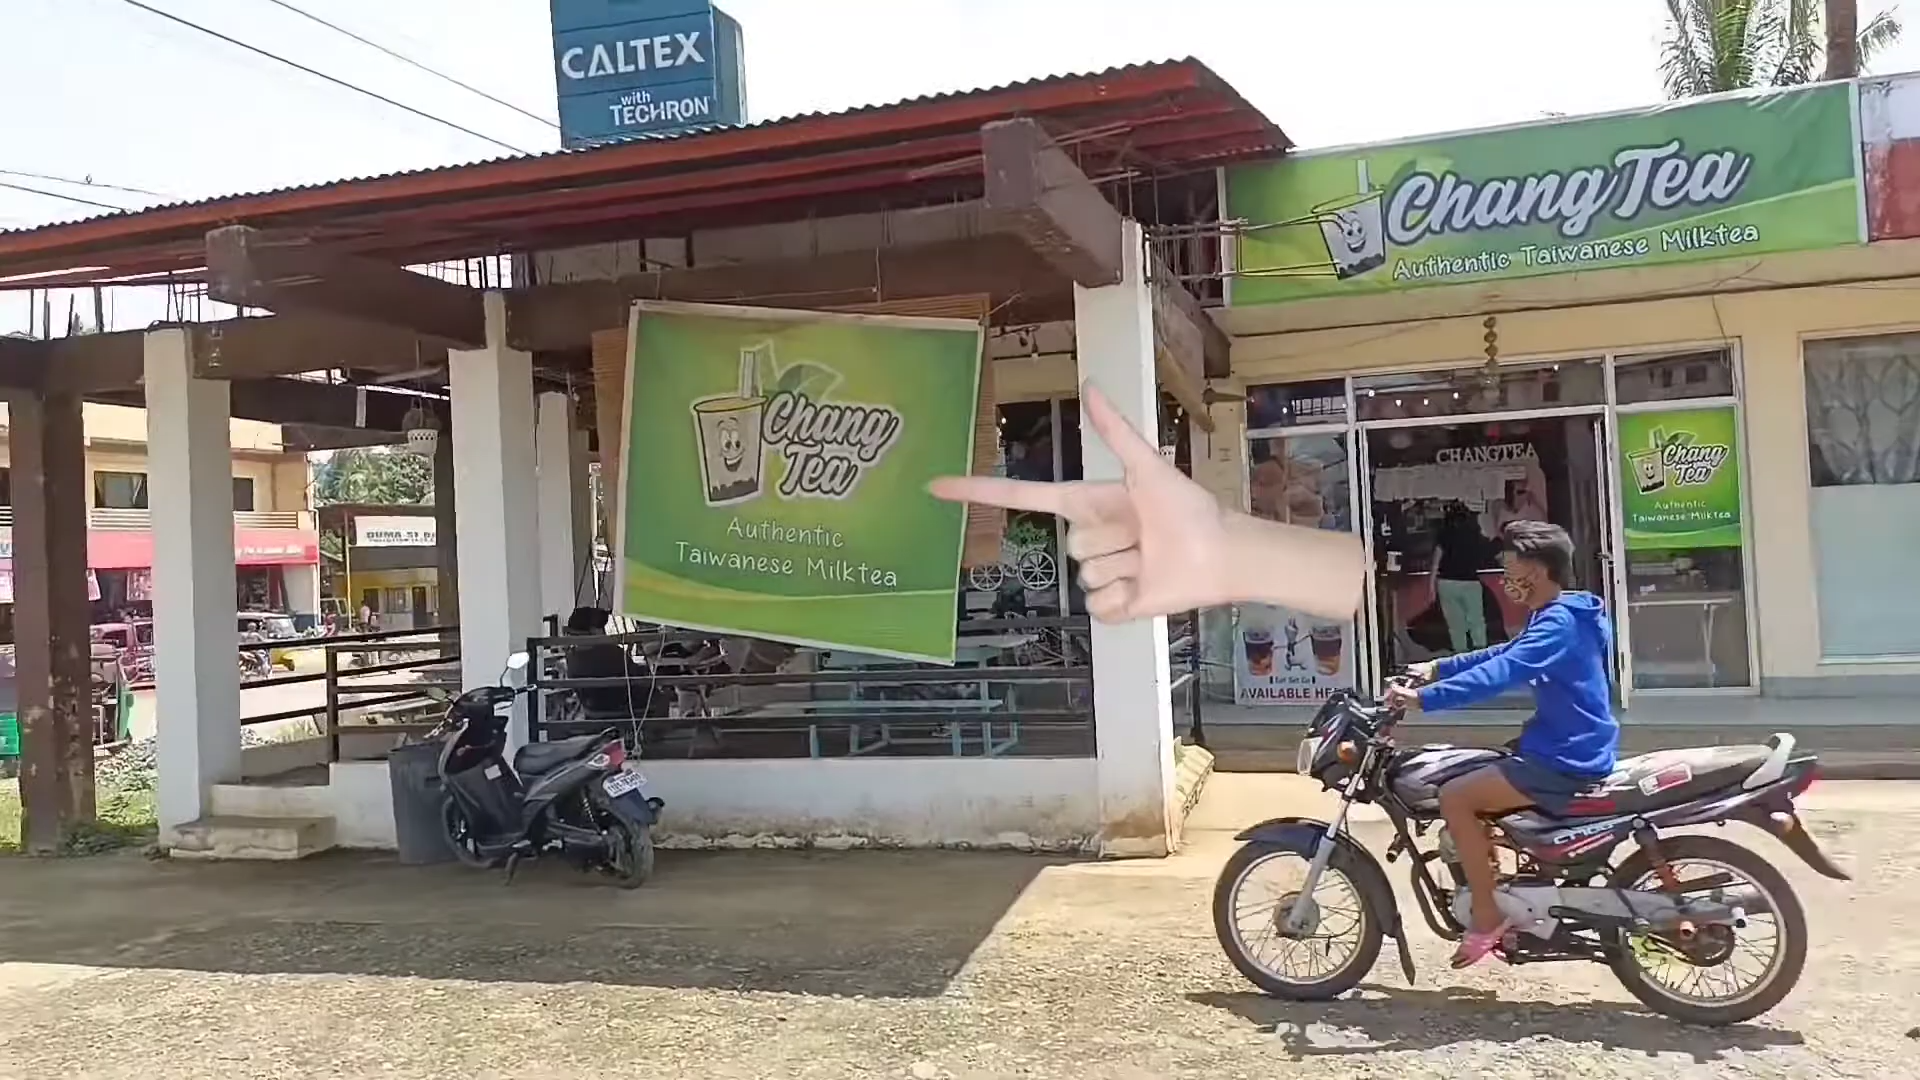 CALTEX
with
TECHRON
ChangTea
Authentic Taiwanese Milktea
Chang
Tea
Authentic
Taiwanese Milktea
CHANGTEA
Chang
Tea
Authentic
Taiwanese Milktea
AVAILABLE
CT100